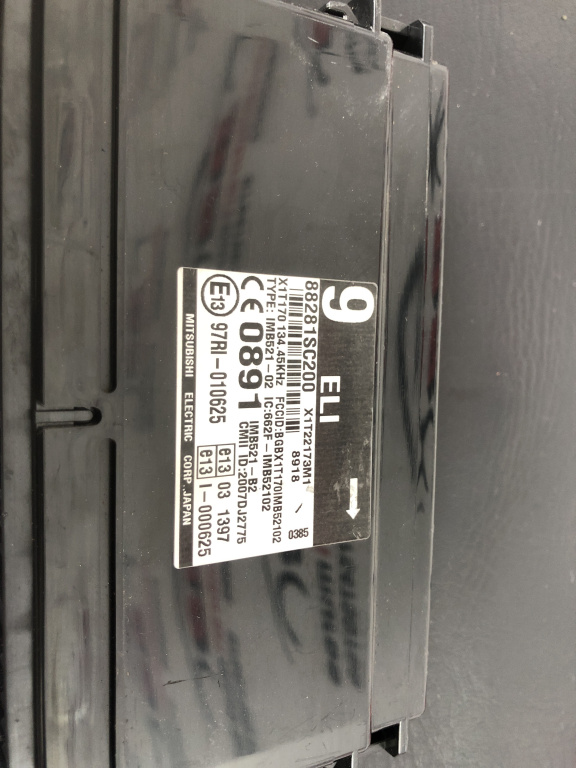 9 ELI
88281SC200 X1T22173M1
8918 0385
X1T170 134.45KHz FCCID:BGBX1T170IMB52102
TYPE: IMB521-02 IC:662F-IMB52102
CE 0891 IMB521-B2
CMII ID:2007DJ2775
E13 97RI-010625 e13 03 1397
e13 I-000625
MITSUBISHI ELECTRIC CORP. JAPAN